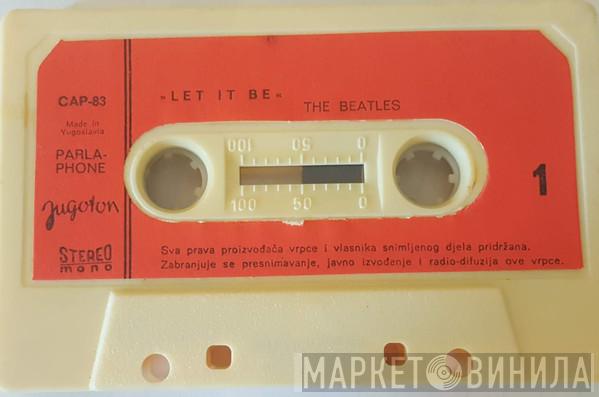 CAP-83
»LET IT BE«
THE BEATLES
Made in
Yugoslavia
PARLA-
PHONE
100 50 0
100 50 0
1
jugoton
STEREO
mono
Sva prava proizvođača vrpce i vlasnika snimljenog djela pridržana.
Zabranjuje se presnimavanje, javno izvođenje i radio-difuzija ove vrpce.
МАРКЕТ ВИНИЛА